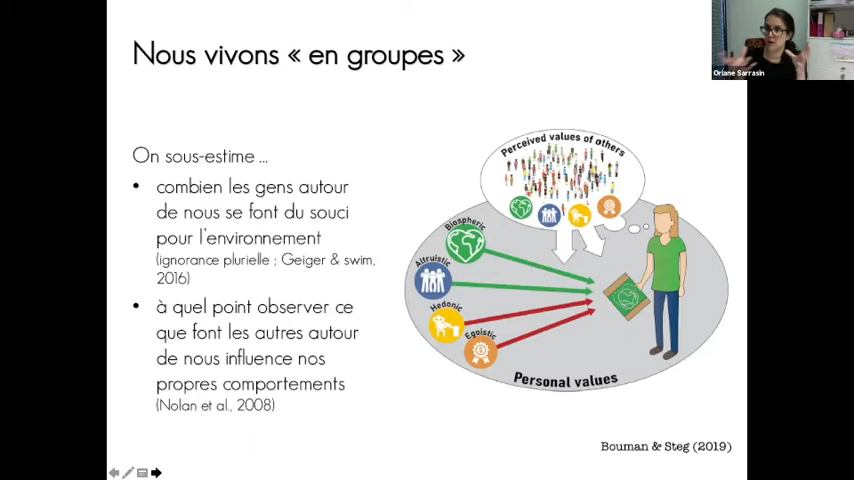 Nous vivons « en groupes »
Oriane Sarrasin
On sous-estime ...
• combien les gens autour
de nous se font du souci
pour l'environnement
(ignorance plurielle ; Geiger & swim,
2016)
• à quel point observer ce
que font les autres autour
de nous influence nos
propres comportements
(Nolan et al., 2008)
Perceived values of others
Biospheric
Altruistic
Hedonic
Egoistic
Personal values
Bouman & Steg (2019)